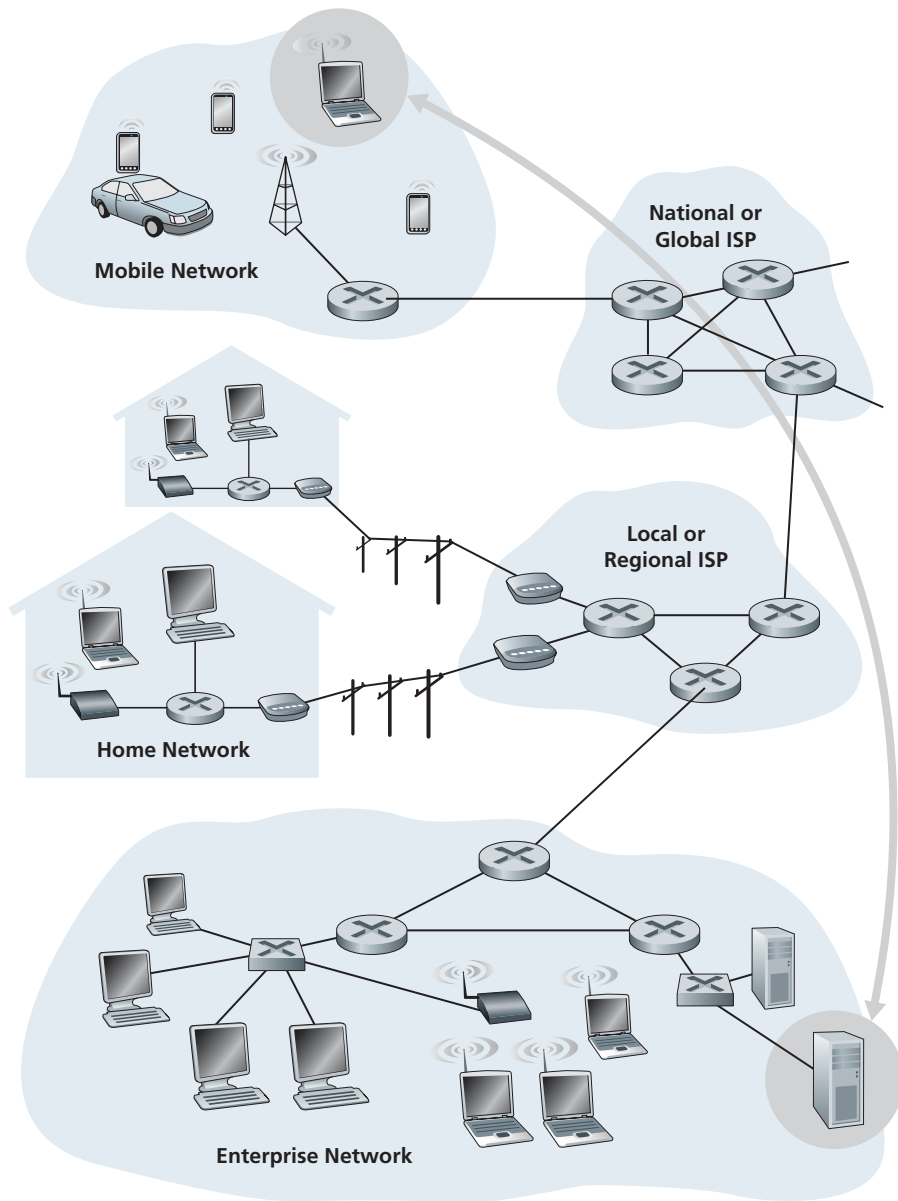 National or
Global ISP
Mobile Network
Local or
Regional ISP
Home Network
Enterprise Network